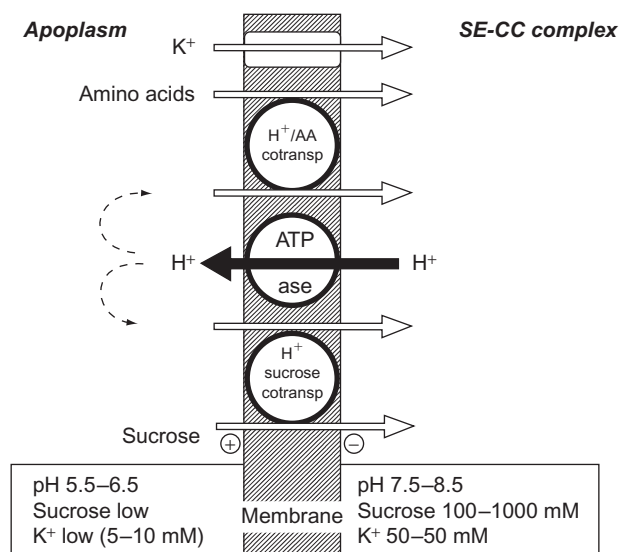 Apoplasm
SE-CC complex
K⁺
Amino acids
H⁺/AA
cotransp
ATP
H⁺
H⁺
ase
H⁺
sucrose
cotransp
Sucrose
+
−
pH 5.5–6.5
Sucrose low
K⁺ low (5–10 mM)
Membrane
pH 7.5–8.5
Sucrose 100–1000 mM
K⁺ 50–50 mM